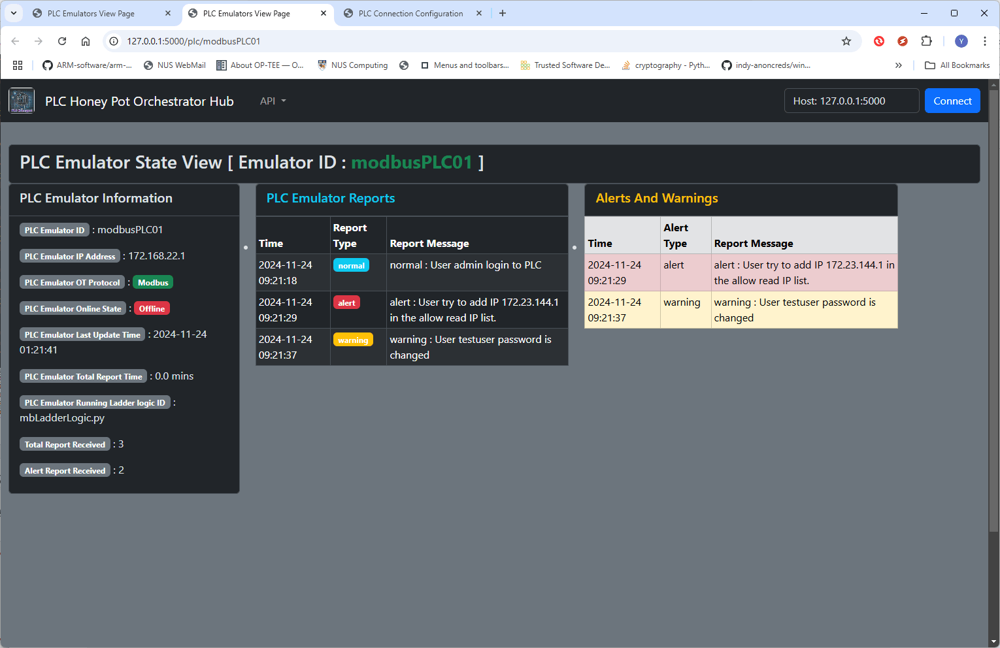 PLC Emulators View Page
PLC Emulators View Page
PLC Connection Configuration
127.0.0.1:5000/plc/modbusPLC01
Y
ARM-software/arm-...
NUS WebMail
About OP-TEE — O...
NUS Computing
Menus and toolbars...
Trusted Software De...
cryptography - Pyth...
indy-anoncreds/win...
All Bookmarks
PLC Honey Pot Orchestrator Hub
API
Host: 127.0.0.1:5000
Connect
PLC Emulator State View [ Emulator ID : modbusPLC01 ]
PLC Emulator Information
PLC Emulator ID : modbusPLC01
PLC Emulator IP Address : 172.168.22.1
PLC Emulator OT Protocol : Modbus
PLC Emulator Online State : Offline
PLC Emulator Last Update Time : 2024-11-24
01:21:41
PLC Emulator Total Report Time : 0.0 mins
PLC Emulator Running Ladder logic ID :
mbLadderLogic.py
Total Report Received : 3
Alert Report Received : 2
PLC Emulator Reports
Time
Report
Type
Report Message
2024-11-24
09:21:18
normal
normal : User admin login to PLC
2024-11-24
09:21:29
alert
alert : User try to add IP 172.23.144.1
in the allow read IP list.
2024-11-24
09:21:37
warning
warning : User testuser password is
changed
Alerts And Warnings
Time
Alert
Type
Report Message
2024-11-24
09:21:29
alert
alert : User try to add IP 172.23.144.1 in
the allow read IP list.
2024-11-24
09:21:37
warning
warning : User testuser password is
changed